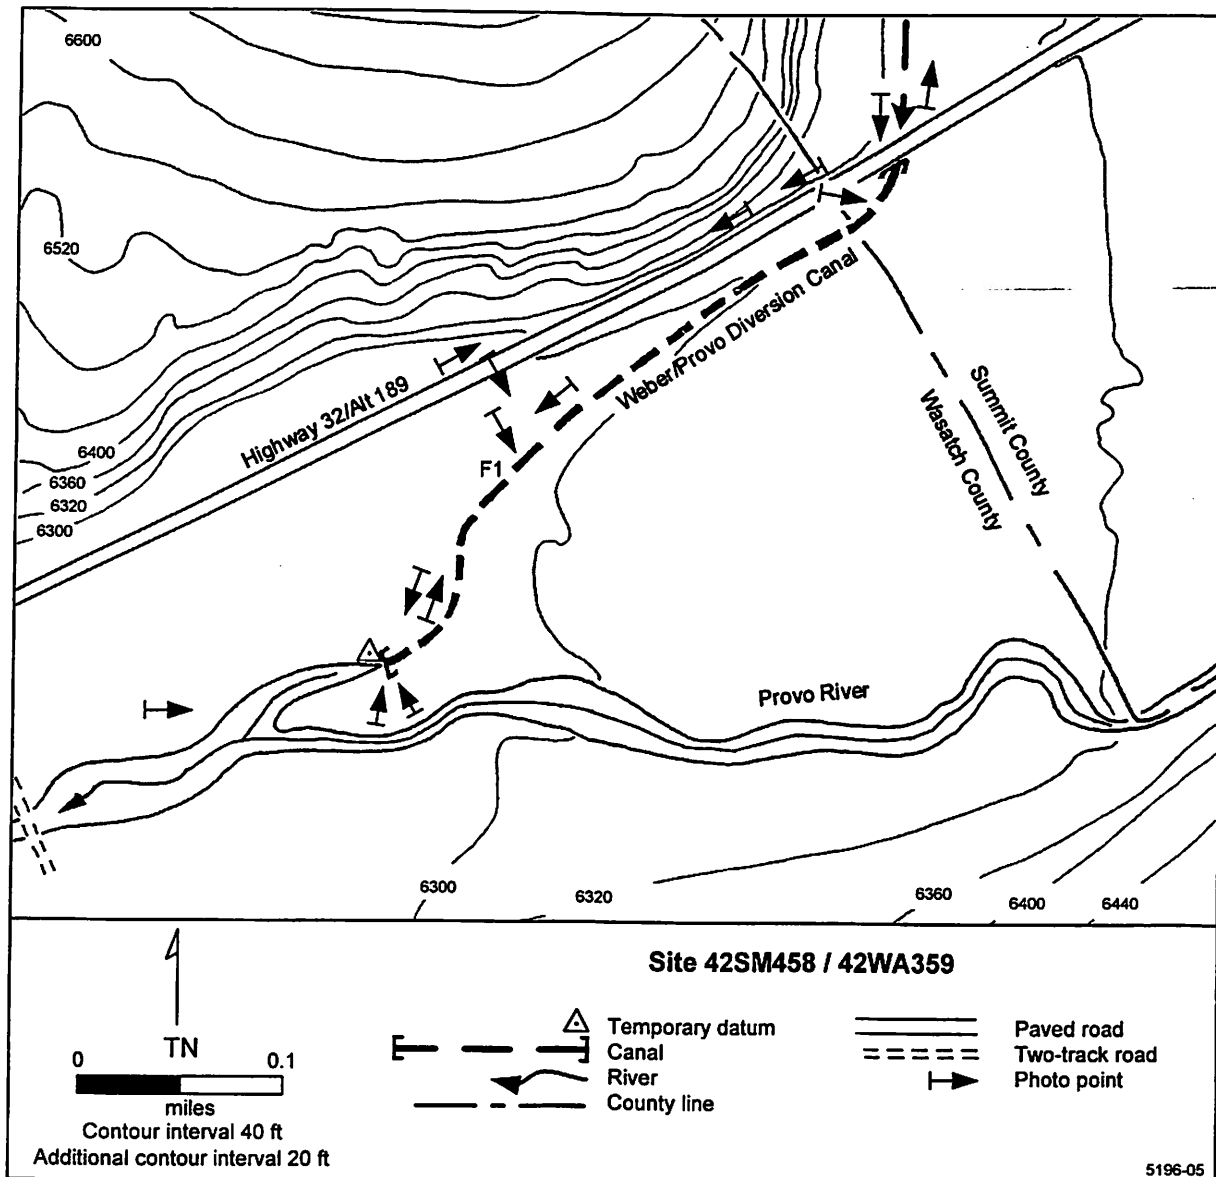 6600
6520
Highway 32/Alt 189
Weber/Provo Diversion Canal
Summit County
Wasatch County
6400
6360
6320
6300
F1
Provo River
6300
6320
6360
6400
6440
Site 42SM458 / 42WA359
TN
0 0.1
miles
Contour interval 40 ft
Additional contour interval 20 ft
Temporary datum
Canal
River
County line
Paved road
Two-track road
Photo point
5196-05